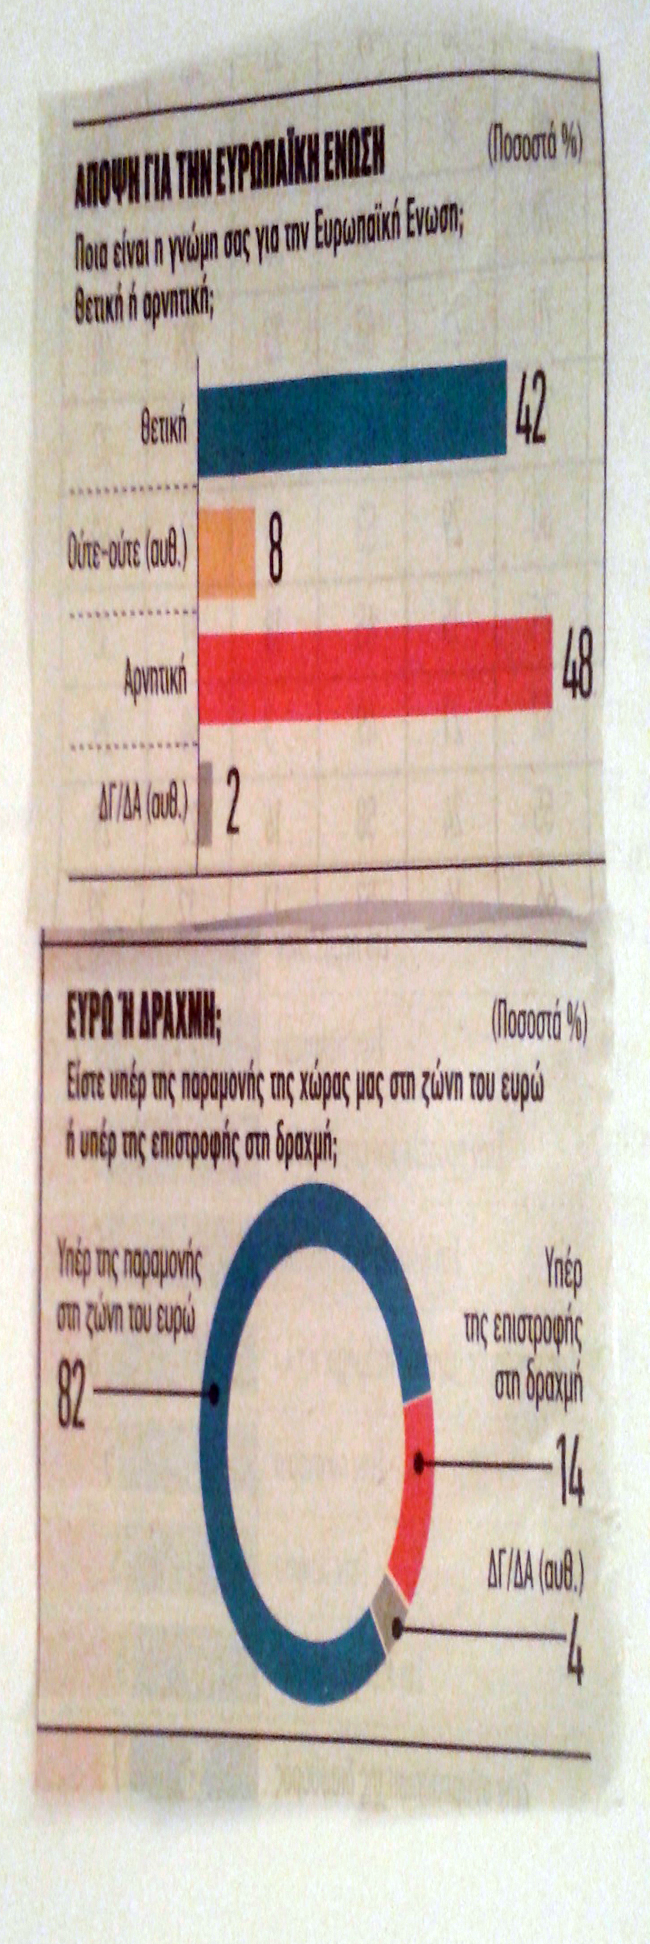 ΑΠΟΨΗ ΓΙΑ ΤΗΝ ΕΥΡΩΠΑΪΚΗ ΕΝΩΣΗ (Ποσοστά %)
Ποια είναι η γνώμη σας για την Ευρωπαϊκή Ενωση;
Θετική ή αρνητική;
Θετική 42
Ούτε-ούτε (αυθ.) 8
Αρνητική 48
ΔΓ/ΔΑ (αυθ.) 2
ΕΥΡΩ Ή ΔΡΑΧΜΗ; (Ποσοστά %)
Είστε υπέρ της παραμονής της χώρας μας στη ζώνη του ευρώ
ή υπέρ της επιστροφής στη δραχμή;
Υπέρ της παραμονής
στη ζώνη του ευρώ
82
Υπέρ
της επιστροφής
στη δραχμή
14
ΔΓ/ΔΑ (αυθ.)
4